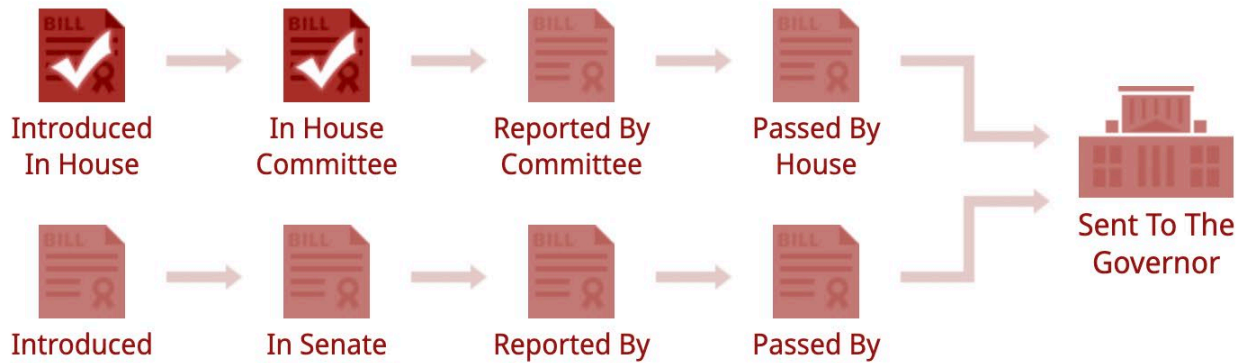 BILL BILL BILL BILL
Introduced In House Reported By Passed By
In House Committee Committee House
Sent To The
Governor
BILL BILL BILL BILL
Introduced In Senate Reported By Passed By